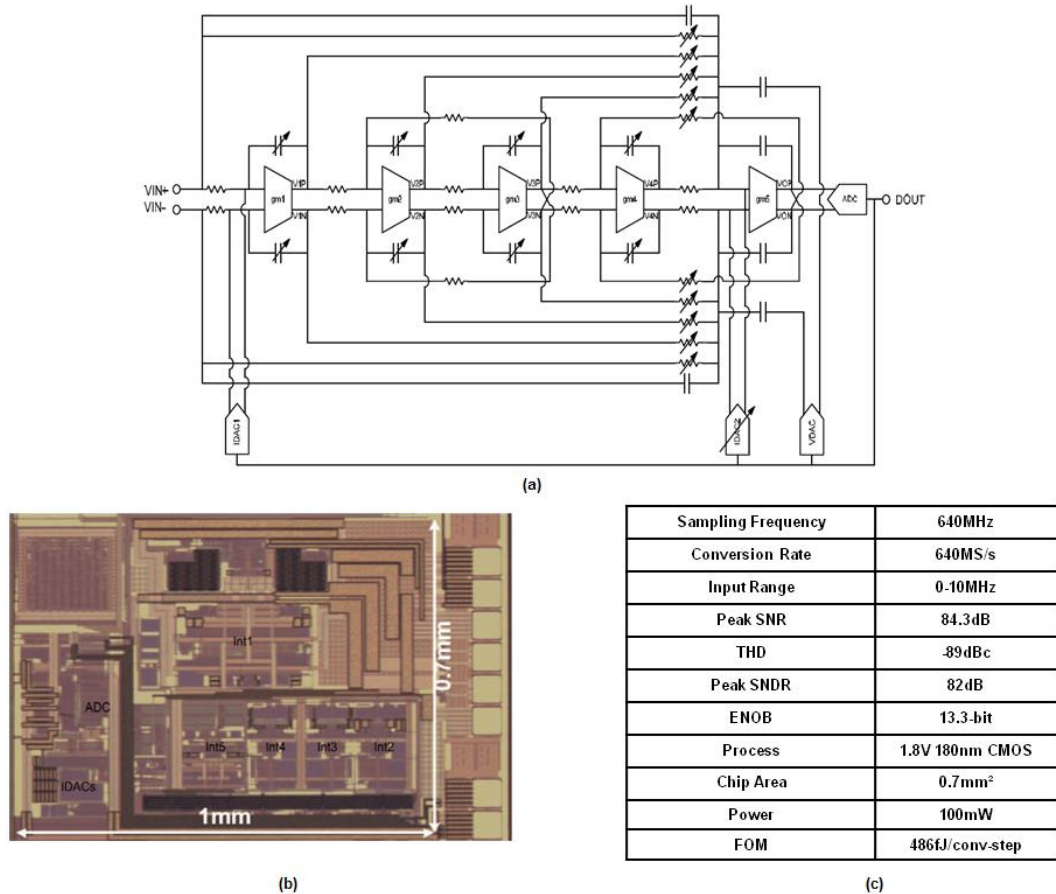 VIN+
VIN-
gm1
V1P
V1N
gm2
V2P
V2N
gm3
V3P
V3N
gm4
V4P
V4N
gm5
VOP
VON
ADC
DOUT
IDAC1
IDAC2
VDAC
(a)
Int1
0.7mm
ADC
Int5
Int4
Int3
Int2
IDACs
1mm
(b)
Sampling Frequency 640MHz
Conversion Rate 640MS/s
Input Range 0-10MHz
Peak SNR 84.3dB
THD -89dBc
Peak SNDR 82dB
ENOB 13.3-bit
Process 1.8V 180nm CMOS
Chip Area 0.7mm²
Power 100mW
FOM 486fJ/conv-step
(c)